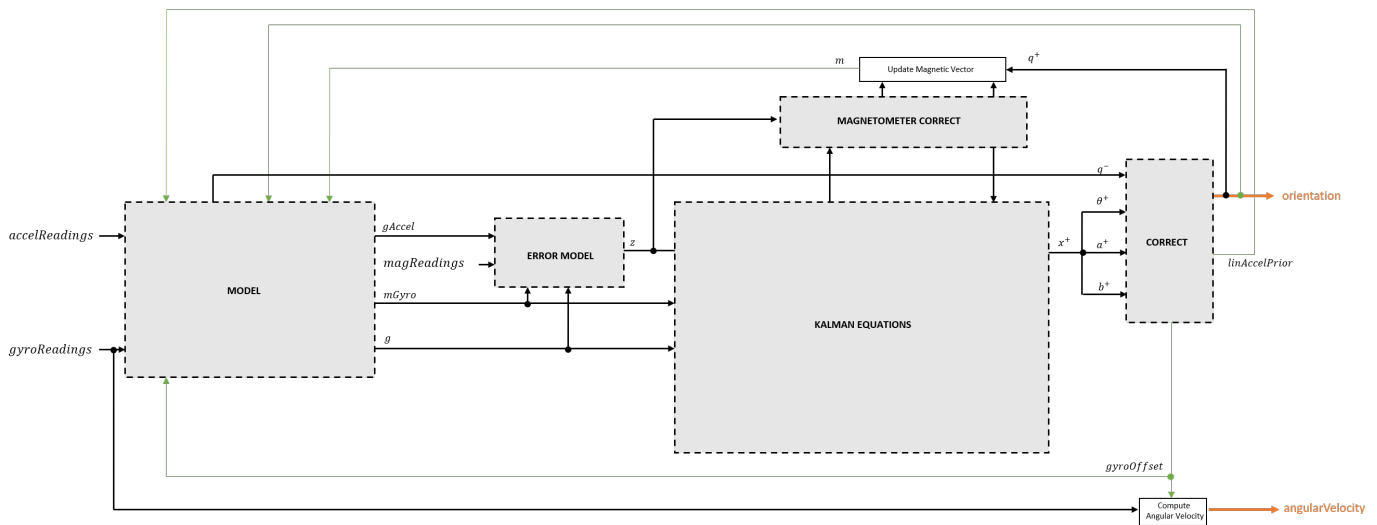 m
Update Magnetic Vector
q⁺
MAGNETOMETER CORRECT
q⁻
orientation
θ⁺
accelReadings
gAccel
z
x⁺
a⁺
CORRECT
magReadings
ERROR MODEL
linAccelPrior
MODEL
mGyro
b⁺
KALMAN EQUATIONS
gyroReadings
g
gyroOffset
Compute
Angular Velocity
angularVelocity